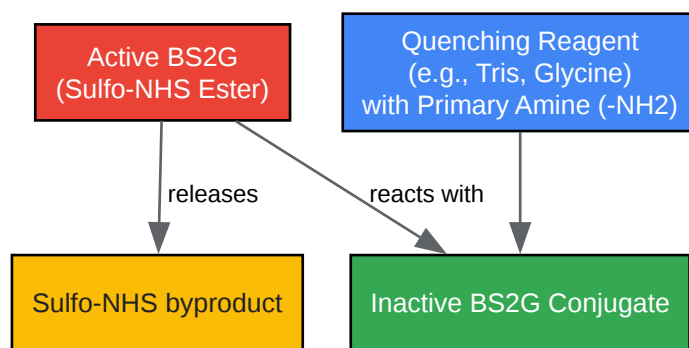 Active BS2G
(Sulfo-NHS Ester)
Quenching Reagent
(e.g., Tris, Glycine)
with Primary Amine (-NH2)
releases
reacts with
Sulfo-NHS byproduct
Inactive BS2G Conjugate